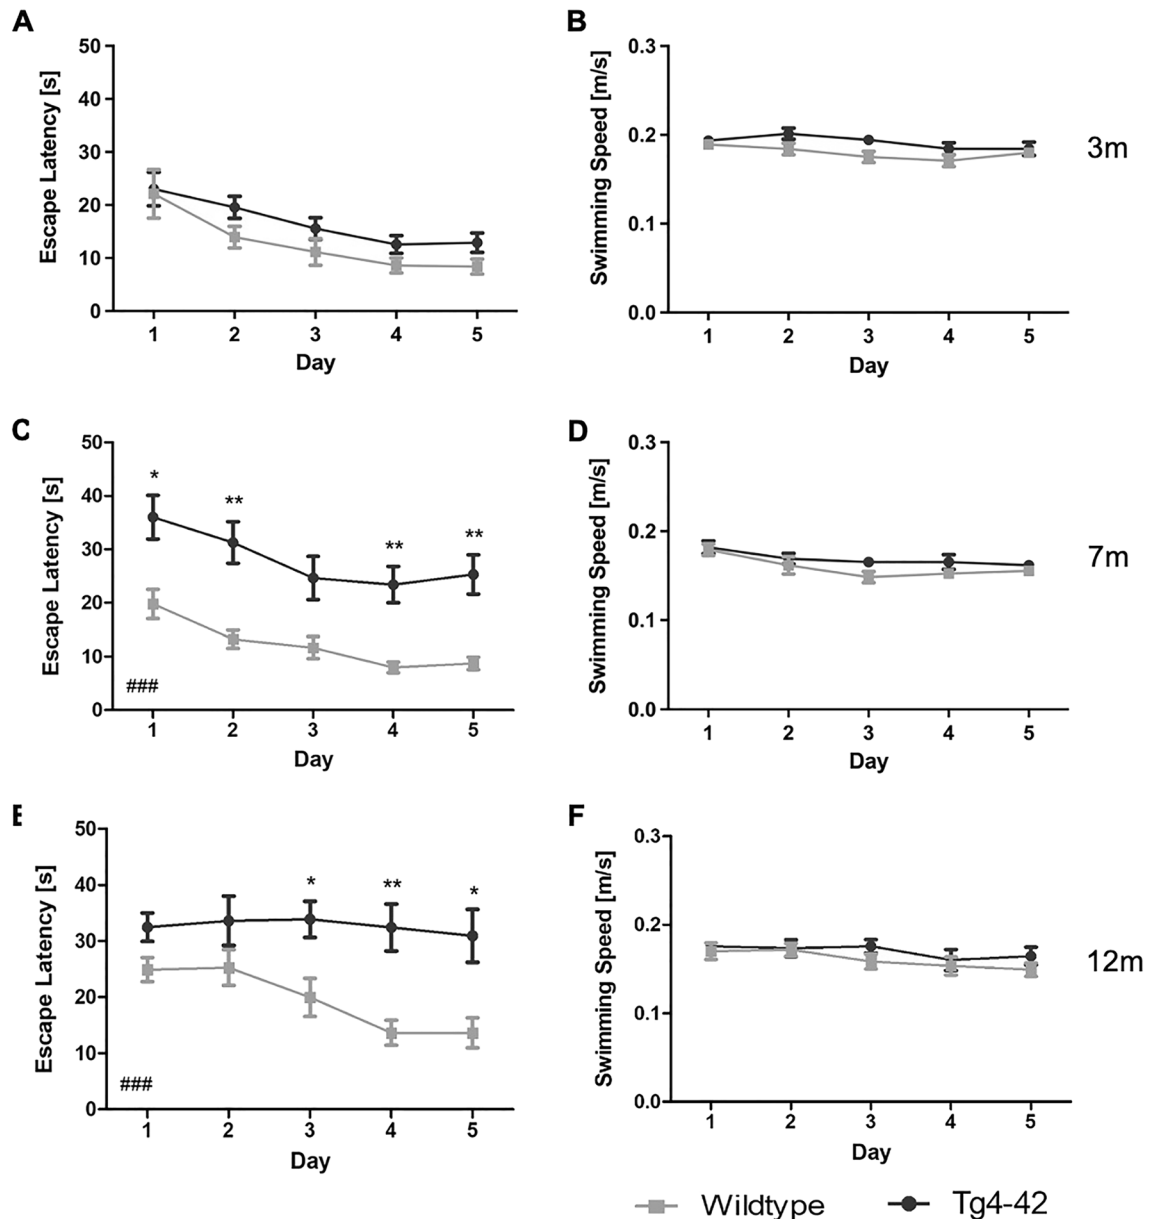 A
50
40
30
20
10
0
Escape Latency [s]
1 2 3 4 5
Day
B
0.3
0.2
0.1
0.0
Swimming Speed [m/s]
1 2 3 4 5
Day
3m
C
50
40
30
20
10
0
Escape Latency [s]
* ** ** **
###
1 2 3 4 5
Day
D
0.3
0.2
0.1
0.0
Swimming Speed [m/s]
1 2 3 4 5
Day
7m
E
50
40
30
20
10
0
Escape Latency [s]
* ** *
###
1 2 3 4 5
Day
F
0.3
0.2
0.1
0.0
Swimming Speed [m/s]
1 2 3 4 5
Day
12m
Wildtype Tg4-42